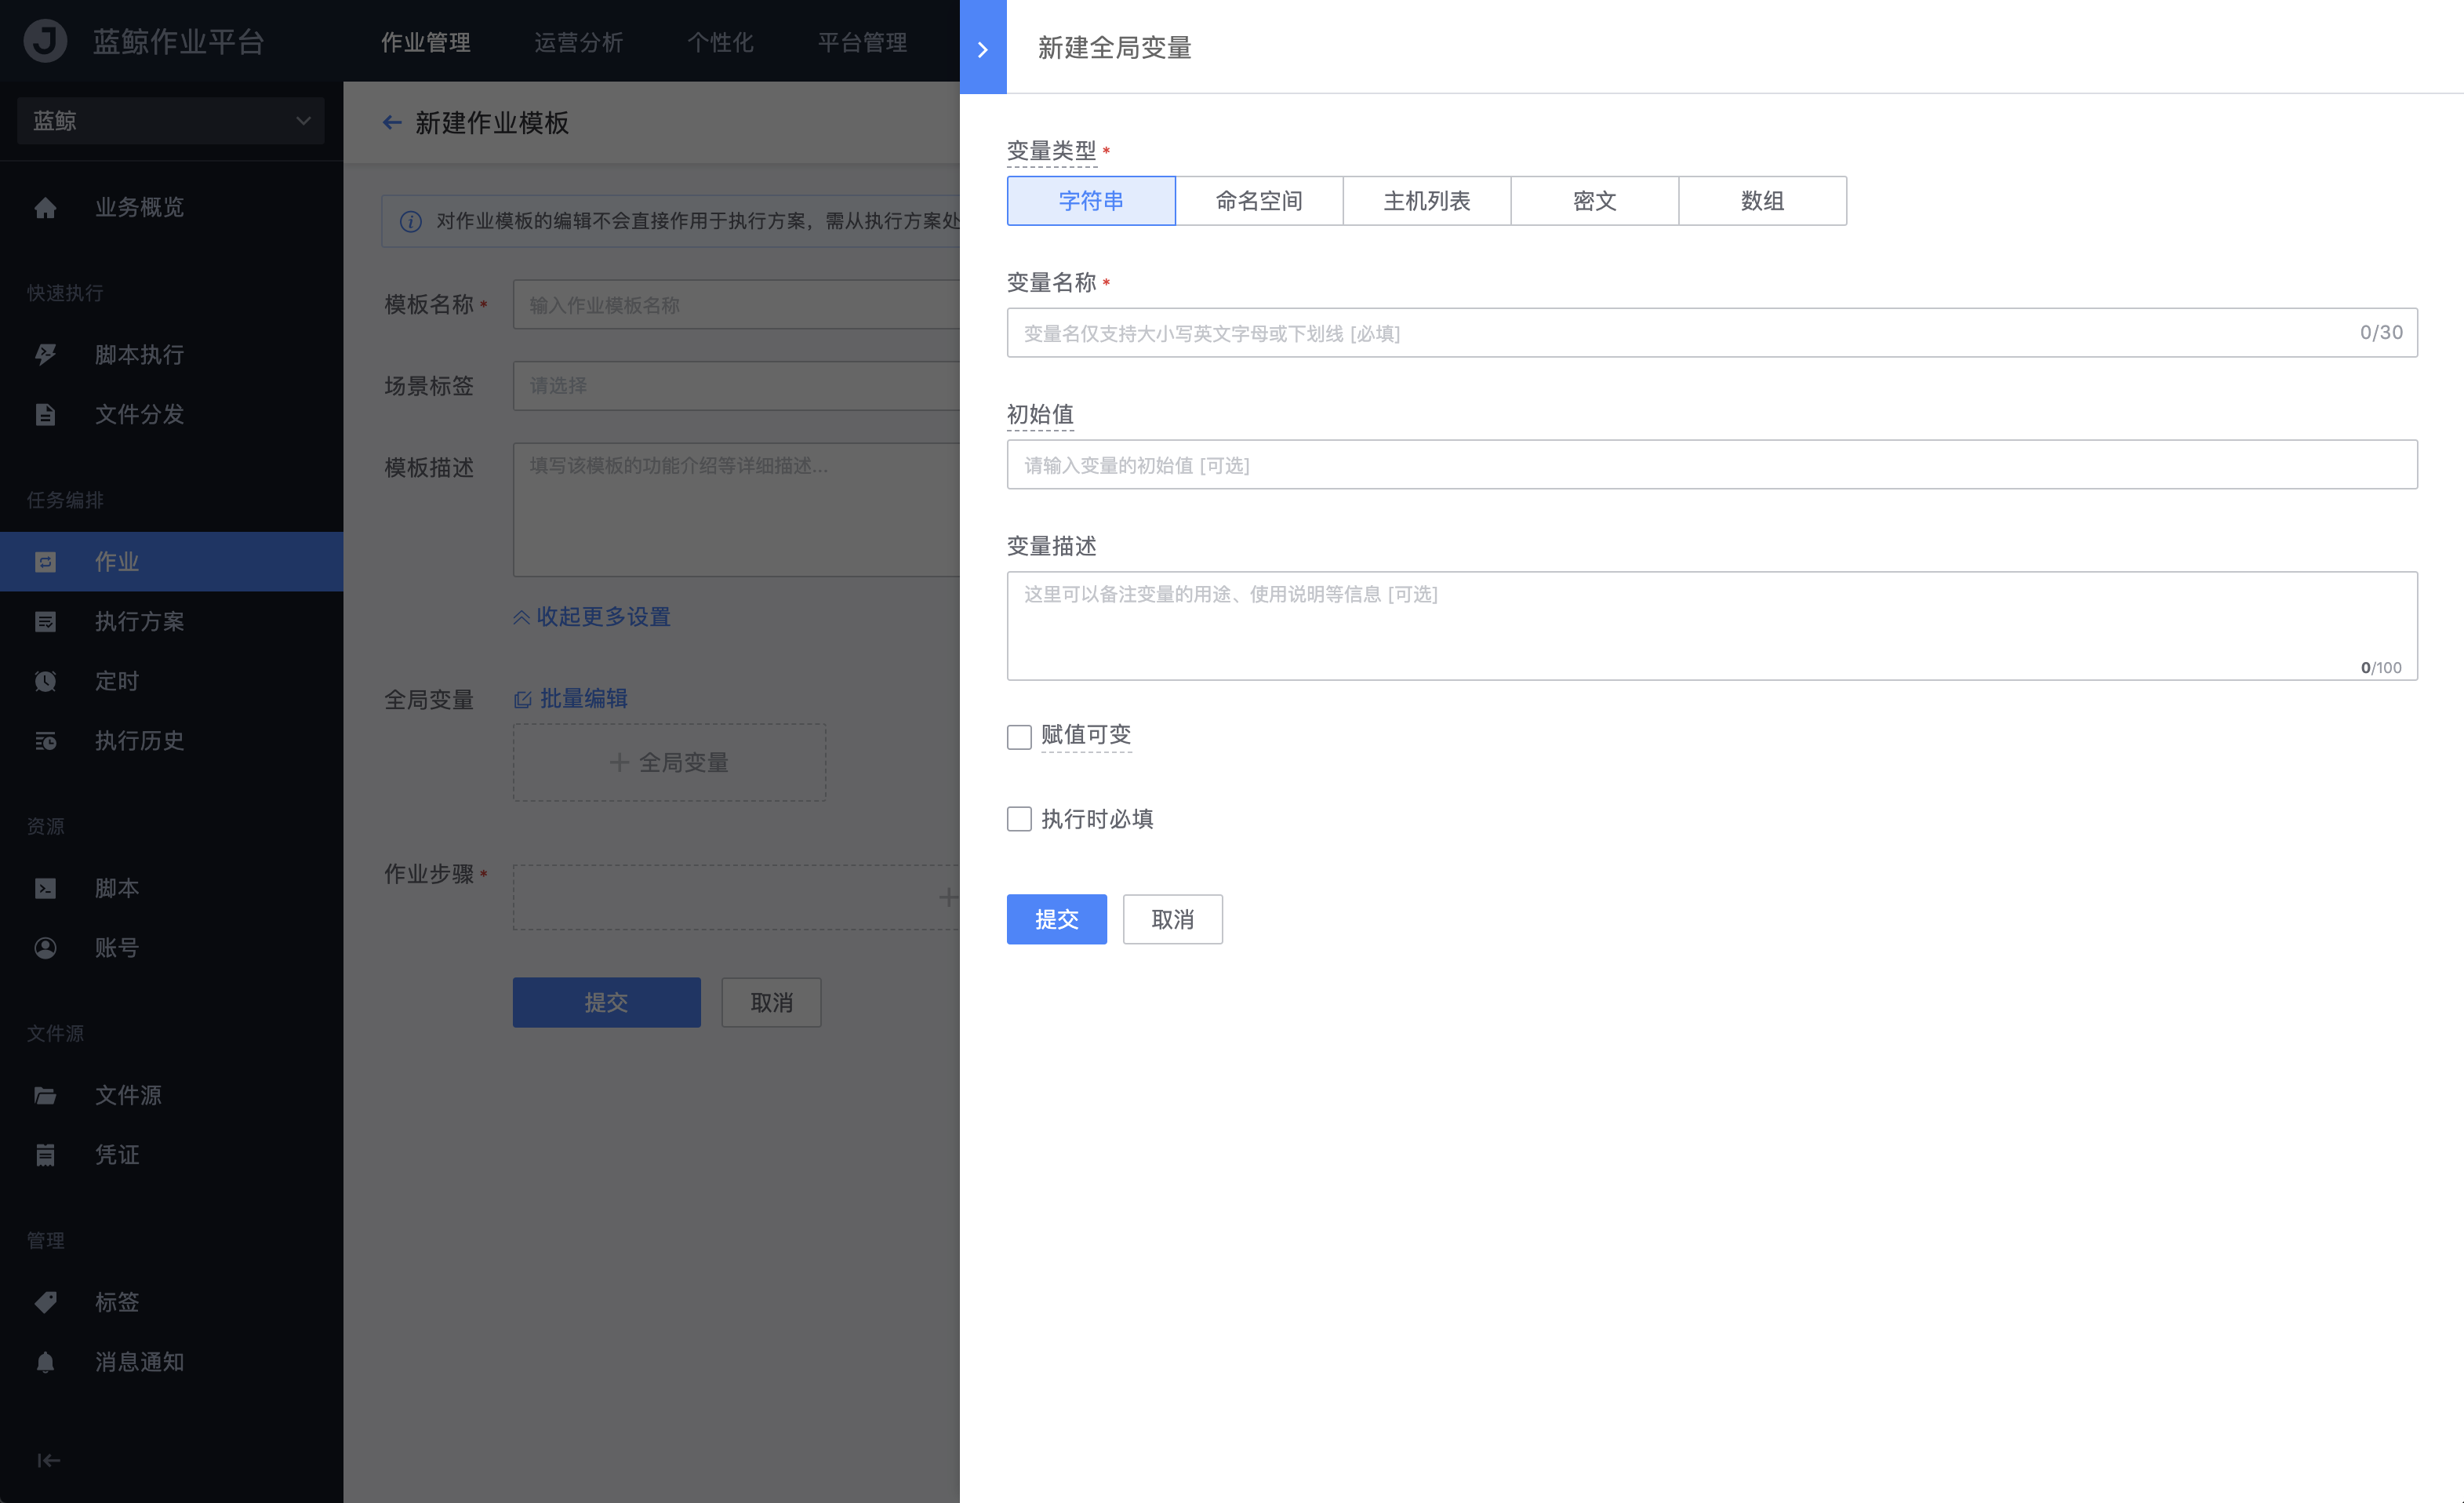 蓝鲸作业平台
作业管理
运营分析
个性化
平台管理
蓝鲸
业务概览
快速执行
脚本执行
文件分发
任务编排
作业
执行方案
定时
执行历史
资源
脚本
账号
文件源
文件源
凭证
管理
标签
消息通知
新建作业模板
对作业模板的编辑不会直接作用于执行方案，需从执行方案处
模板名称 *
输入作业模板名称
场景标签
请选择
模板描述
填写该模板的功能介绍等详细描述...
收起更多设置
全局变量
批量编辑
全局变量
作业步骤 *
提交
取消
新建全局变量
变量类型 *
字符串
命名空间
主机列表
密文
数组
变量名称 *
变量名仅支持大小写英文字母或下划线 [必填]
0/30
初始值
请输入变量的初始值 [可选]
变量描述
这里可以备注变量的用途、使用说明等信息 [可选]
0/100
赋值可变
执行时必填
提交
取消